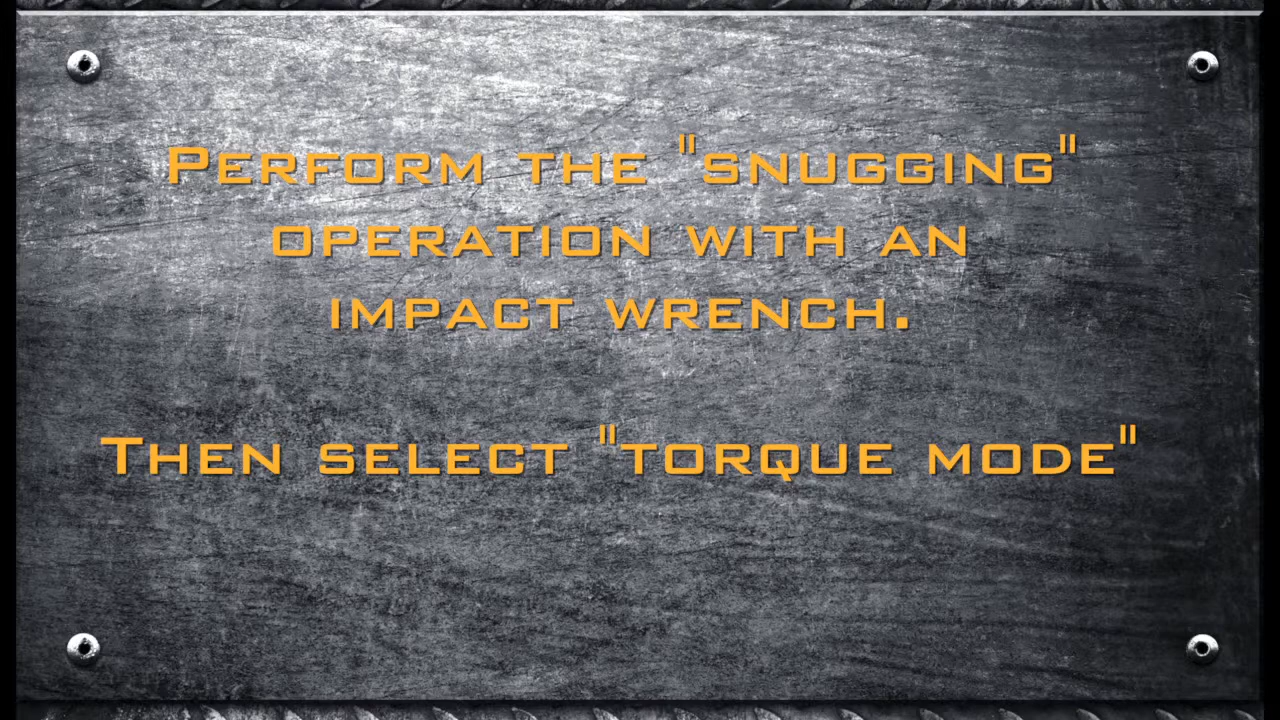 Perform the "snugging"
operation with an
impact wrench.
Then select "torque mode"